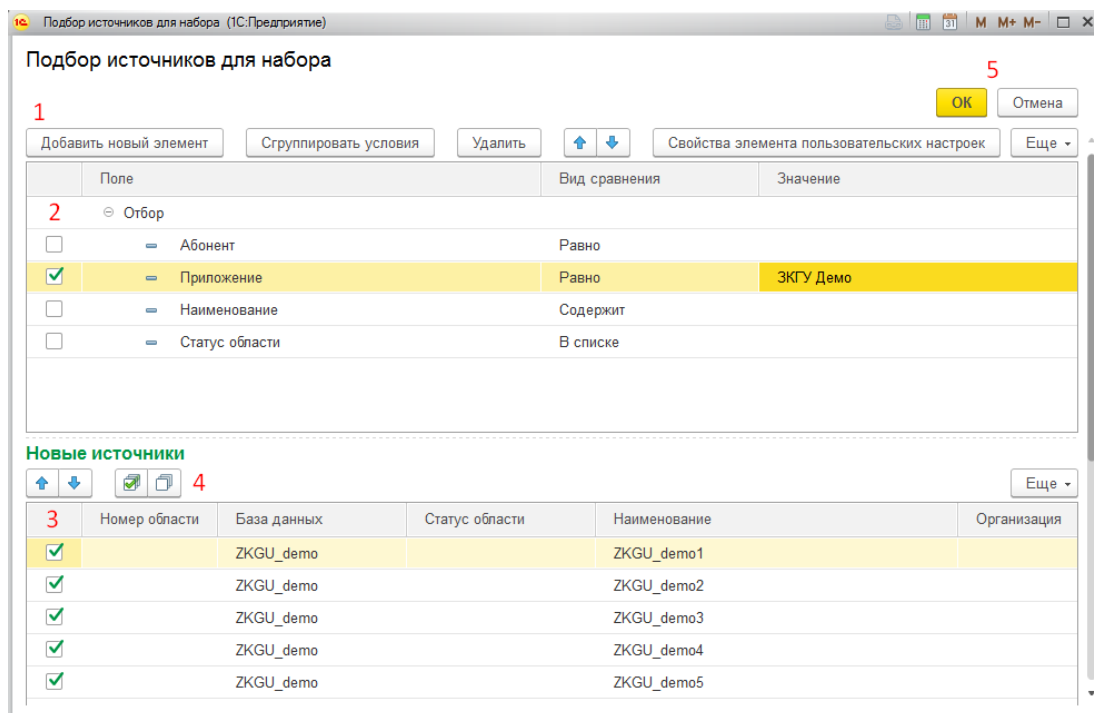 1С Подбор источников для набора (1С:Предприятие) 31 M M+ M-
Подбор источников для набора
5
ОК Отмена
1
Добавить новый элемент Сгруппировать условия Удалить Свойства элемента пользовательских настроек Еще
Поле Вид сравнения Значение
2 Отбор
Абонент Равно
Приложение Равно ЗКГУ Демо
Наименование Содержит
Статус области В списке
Новые источники
4 Еще
3 Номер области База данных Статус области Наименование Организация
ZKGU_demo ZKGU_demo1
ZKGU_demo ZKGU_demo2
ZKGU_demo ZKGU_demo3
ZKGU_demo ZKGU_demo4
ZKGU_demo ZKGU_demo5